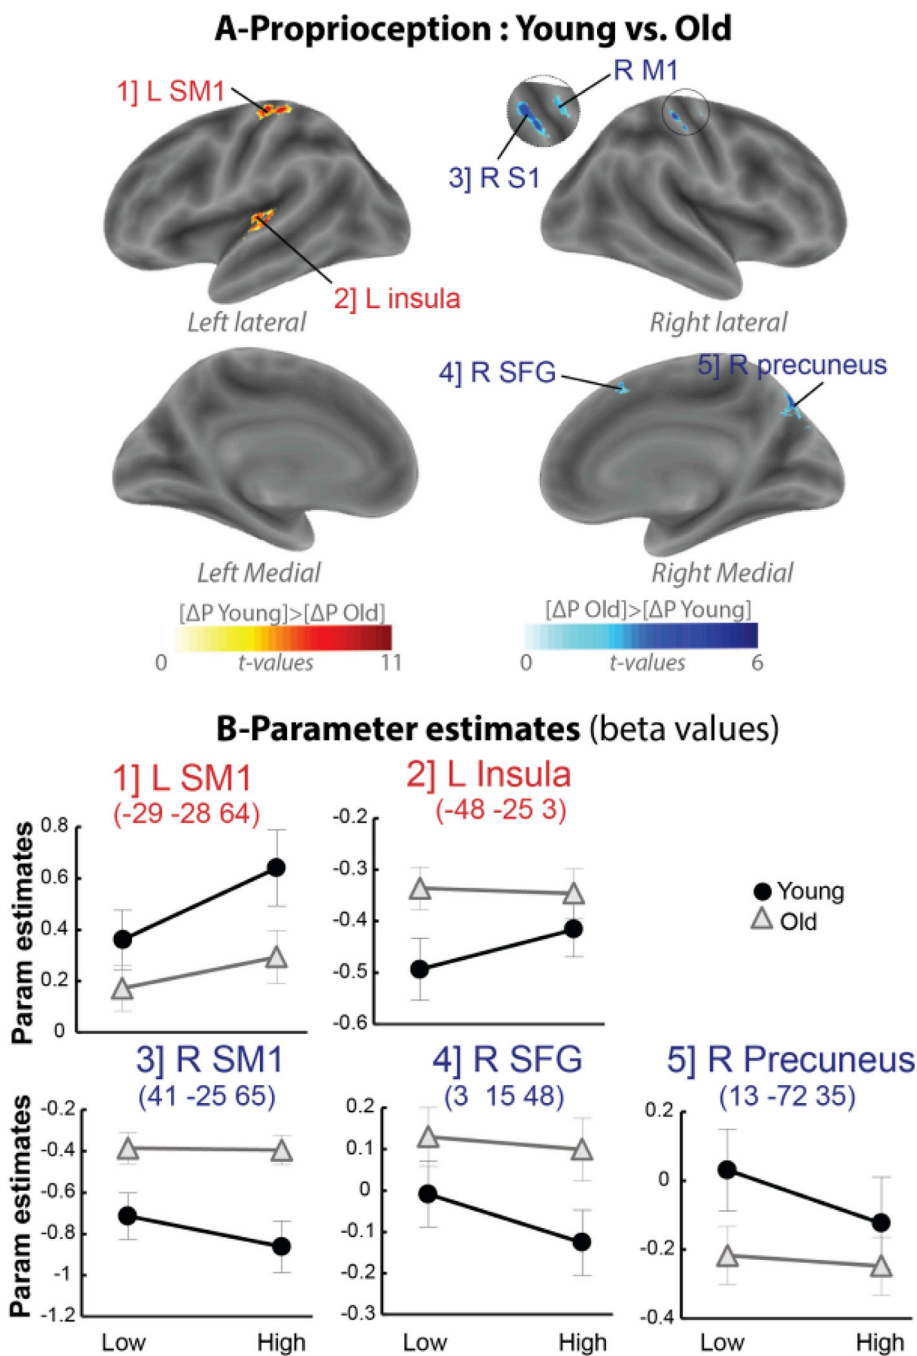 A-Proprioception : Young vs. Old
1] L SM1
R M1
3] R S1
2] L insula
Left lateral
Right lateral
4] R SFG
5] R precuneus
Left Medial
Right Medial
[ΔP Young]>[ΔP Old]
[ΔP Old]>[ΔP Young]
0 t-values 11
0 t-values 6
B-Parameter estimates (beta values)
1] L SM1
(-29 -28 64)
2] L Insula
(-48 -25 3)
Param estimates
0.8
0.6
0.4
0.2
0
-0.2
-0.3
-0.4
-0.5
-0.6
Young
Old
3] R SM1
(41 -25 65)
4] R SFG
(3 15 48)
5] R Precuneus
(13 -72 35)
Param estimates
-0.2
-0.4
-0.6
-0.8
-1
-1.2
0.2
0.1
0
-0.1
-0.2
-0.3
0.2
0
-0.2
-0.4
Low High
Low High
Low High